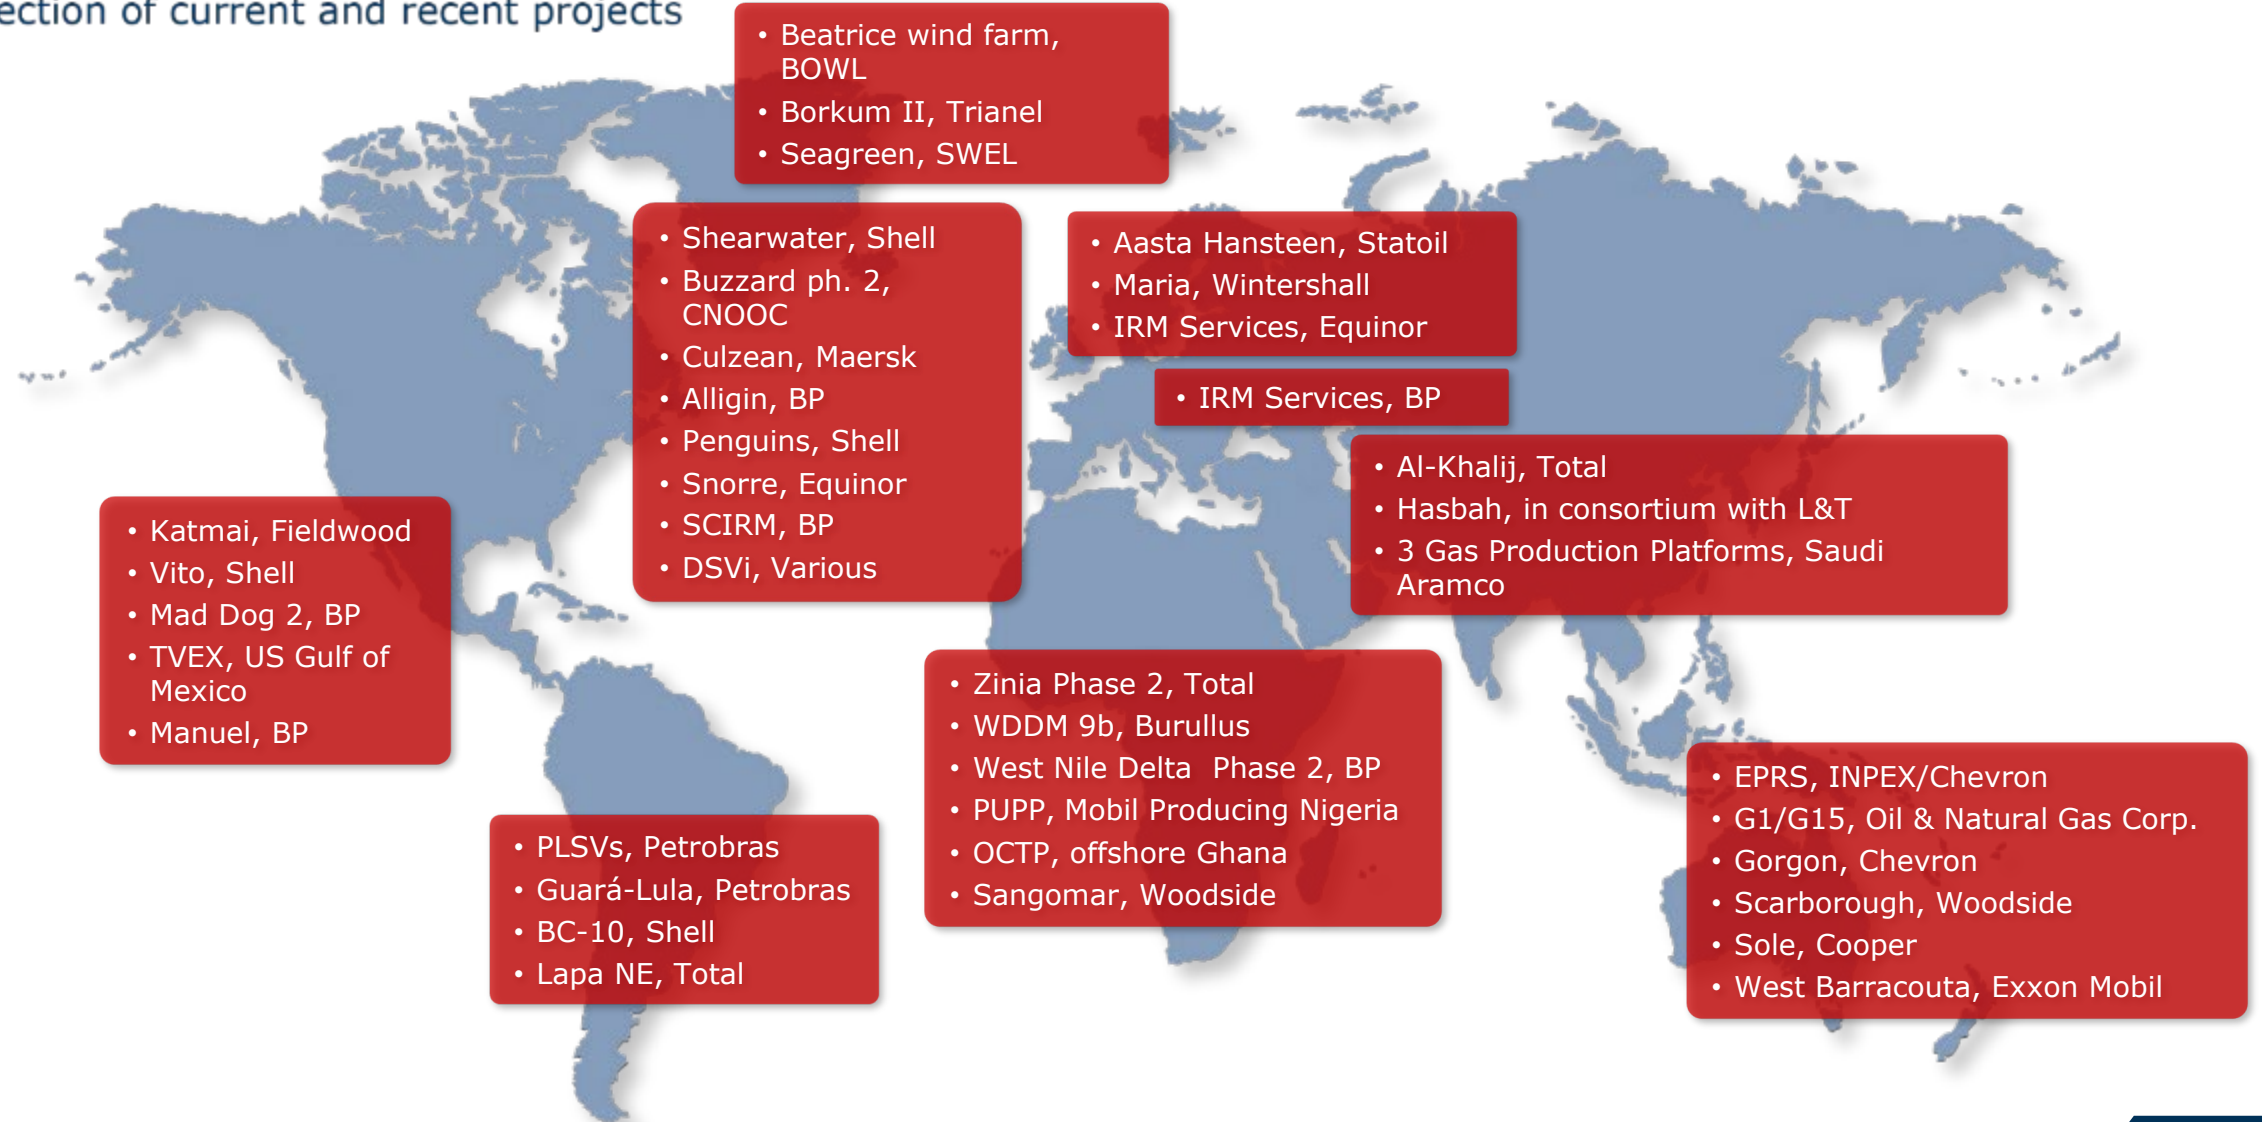 ection of current and recent projects
• Beatrice wind farm,
BOWL
• Borkum II, Trianel
• Seagreen, SWEL
• Shearwater, Shell
• Buzzard ph. 2,
CNOOC
• Culzean, Maersk
• Alligin, BP
• Penguins, Shell
• Snorre, Equinor
• SCIRM, BP
• DSVi, Various
• Aasta Hansteen, Statoil
• Maria, Wintershall
• IRM Services, Equinor
• IRM Services, BP
• Al-Khalij, Total
• Hasbah, in consortium with L&T
• 3 Gas Production Platforms, Saudi
Aramco
• Katmai, Fieldwood
• Vito, Shell
• Mad Dog 2, BP
• TVEX, US Gulf of
Mexico
• Manuel, BP
• Zinia Phase 2, Total
• WDDM 9b, Burullus
• West Nile Delta  Phase 2, BP
• PUPP, Mobil Producing Nigeria
• OCTP, offshore Ghana
• Sangomar, Woodside
• PLSVs, Petrobras
• Guará-Lula, Petrobras
• BC-10, Shell
• Lapa NE, Total
• EPRS, INPEX/Chevron
• G1/G15, Oil & Natural Gas Corp.
• Gorgon, Chevron
• Scarborough, Woodside
• Sole, Cooper
• West Barracouta, Exxon Mobil